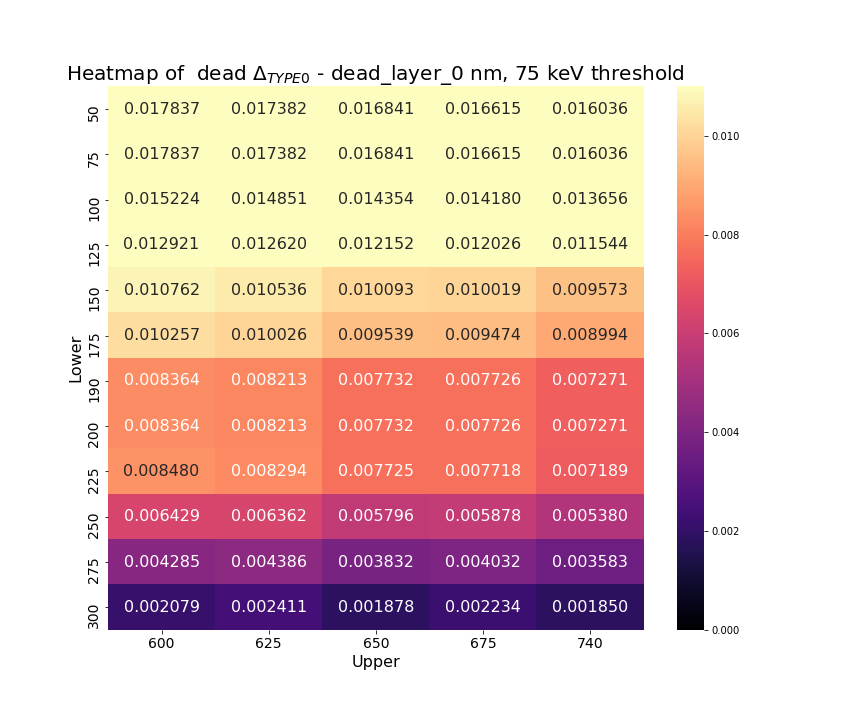 Heatmap of  dead Δ_TYPE0 - dead_layer_0 nm, 75 keV threshold
50 0.017837 0.017382 0.016841 0.016615 0.016036
75 0.017837 0.017382 0.016841 0.016615 0.016036
100 0.015224 0.014851 0.014354 0.014180 0.013656
125 0.012921 0.012620 0.012152 0.012026 0.011544
150 0.010762 0.010536 0.010093 0.010019 0.009573
175 0.010257 0.010026 0.009539 0.009474 0.008994
190 0.008364 0.008213 0.007732 0.007726 0.007271
200 0.008364 0.008213 0.007732 0.007726 0.007271
225 0.008480 0.008294 0.007725 0.007718 0.007189
250 0.006429 0.006362 0.005796 0.005878 0.005380
275 0.004285 0.004386 0.003832 0.004032 0.003583
300 0.002079 0.002411 0.001878 0.002234 0.001850
Lower
600 625 650 675 740
Upper
0.010
0.008
0.006
0.004
0.002
0.000